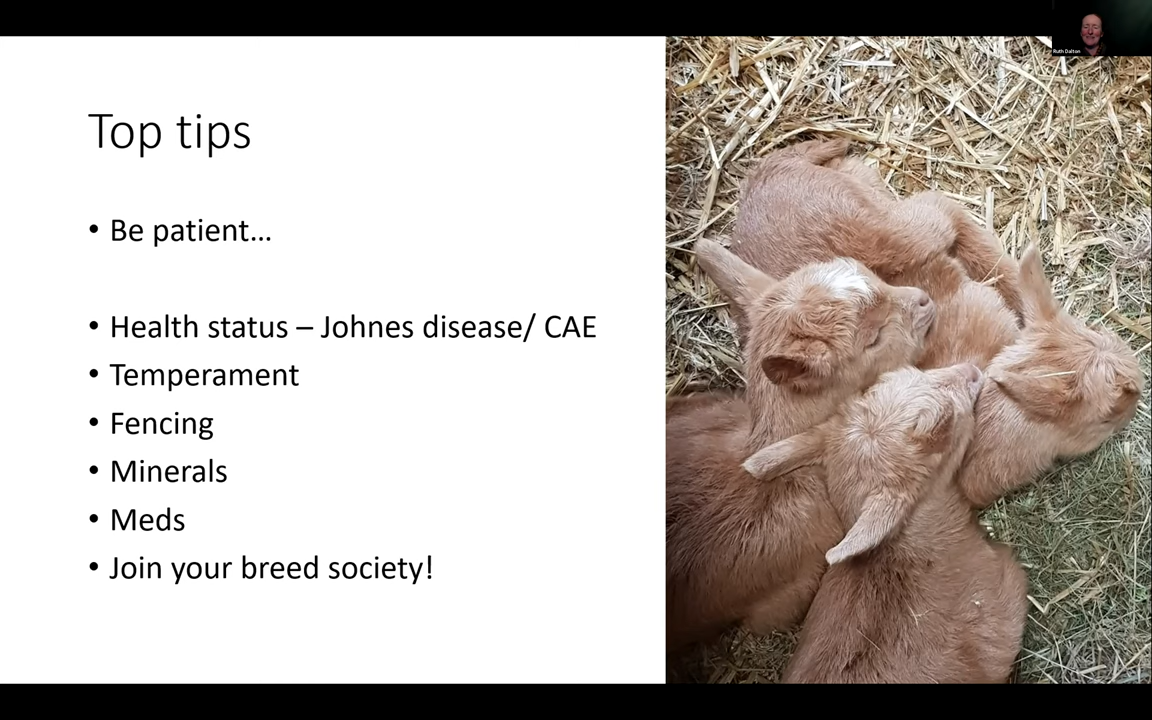 Ruth Dalton
Top tips
• Be patient...
• Health status – Johnes disease/ CAE
• Temperament
• Fencing
• Minerals
• Meds
• Join your breed society!